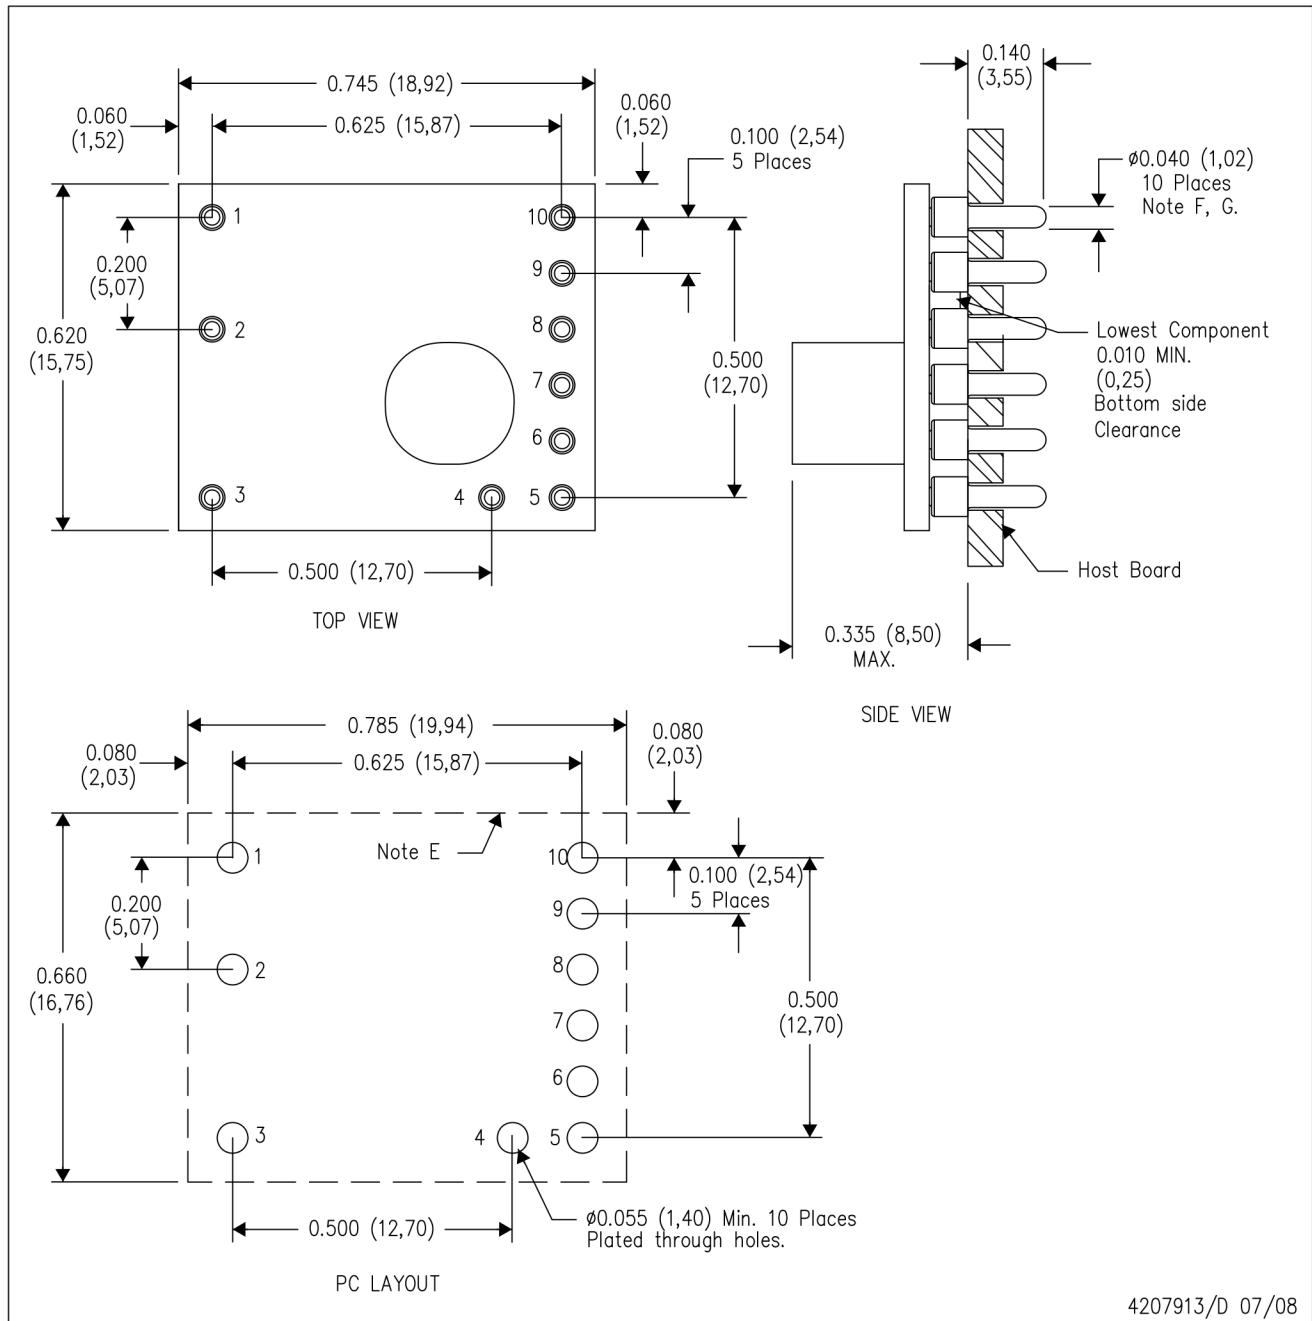 0.745 (18,92)
0.060
(1,52)
0.625 (15,87)
0.060
(1,52)
0.100 (2,54)
5 Places
1
10
0.200
(5,07)
9
2
8
0.620
(15,75)
0.500
(12,70)
7
6
3
4
5
0.500 (12,70)
TOP VIEW
0.140
(3,55)
ø0.040 (1,02)
10 Places
Note F, G.
Lowest Component
0.010 MIN.
(0,25)
Bottom side
Clearance
Host Board
0.335 (8,50)
MAX.
SIDE VIEW
0.785 (19,94)
0.080
(2,03)
0.625 (15,87)
0.080
(2,03)
Note E
1
10
0.100 (2,54)
5 Places
0.200
(5,07)
9
2
8
0.660
(16,76)
0.500
(12,70)
7
6
3
4
5
0.500 (12,70)
ø0.055 (1,40) Min. 10 Places
Plated through holes.
PC LAYOUT
4207913/D 07/08